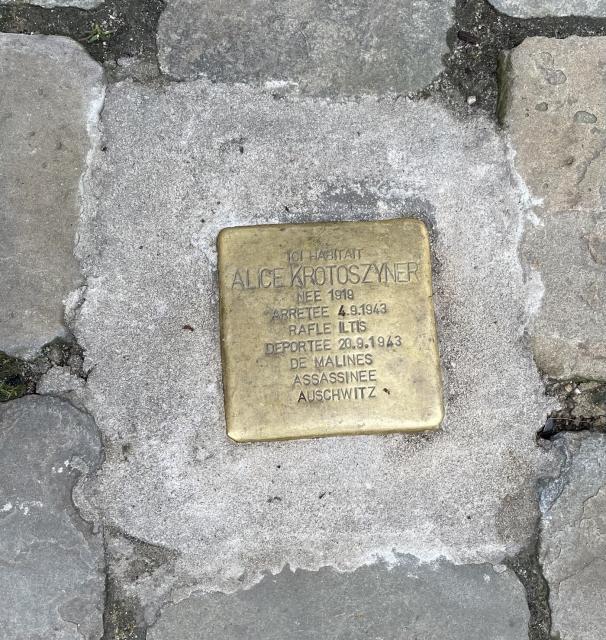 ICI HABITAIT
ALICE KROTOSZYNER
NEE 1919
ARRETEE 4.9.1943
RAFLE ILTIS
DEPORTEE 20.9.1943
DE MALINES
ASSASSINEE
AUSCHWITZ